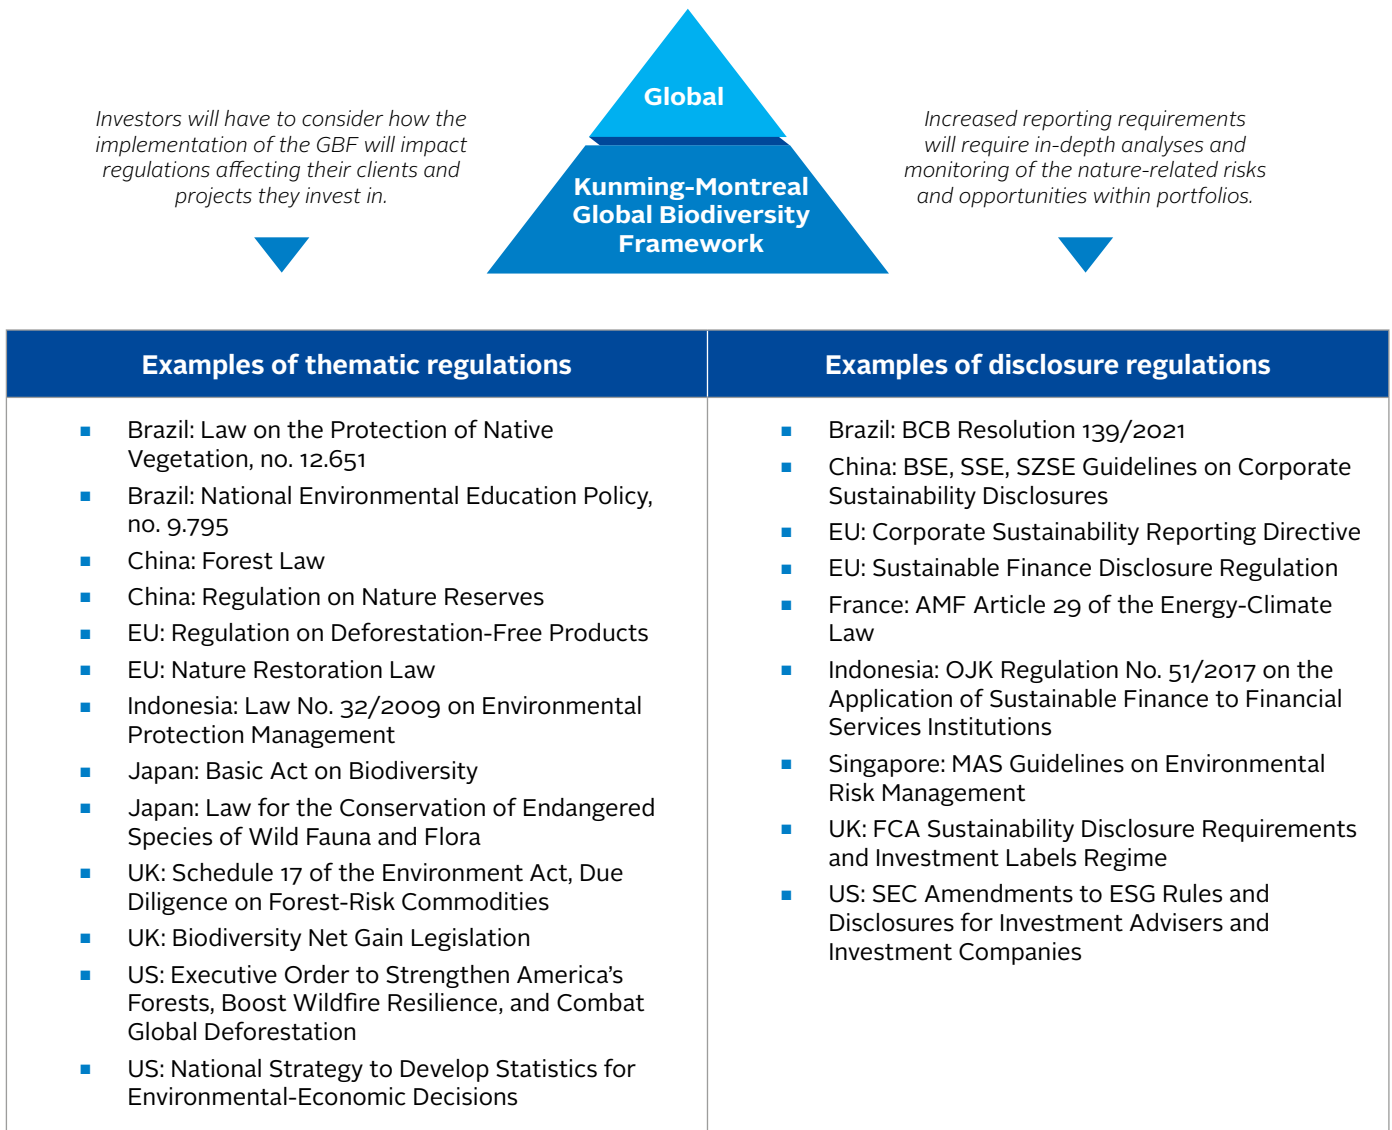 Global
Kunming-Montreal
Global Biodiversity
Framework
Investors will have to consider how the
implementation of the GBF will impact
regulations affecting their clients and
projects they invest in.
Increased reporting requirements
will require in-depth analyses and
monitoring of the nature-related risks
and opportunities within portfolios.
Examples of thematic regulations
■ Brazil: Law on the Protection of Native
Vegetation, no. 12.651
■ Brazil: National Environmental Education Policy,
no. 9.795
■ China: Forest Law
■ China: Regulation on Nature Reserves
■ EU: Regulation on Deforestation-Free Products
■ EU: Nature Restoration Law
■ Indonesia: Law No. 32/2009 on Environmental
Protection Management
■ Japan: Basic Act on Biodiversity
■ Japan: Law for the Conservation of Endangered
Species of Wild Fauna and Flora
■ UK: Schedule 17 of the Environment Act, Due
Diligence on Forest-Risk Commodities
■ UK: Biodiversity Net Gain Legislation
■ US: Executive Order to Strengthen America’s
Forests, Boost Wildfire Resilience, and Combat
Global Deforestation
■ US: National Strategy to Develop Statistics for
Environmental-Economic Decisions
Examples of disclosure regulations
■ Brazil: BCB Resolution 139/2021
■ China: BSE, SSE, SZSE Guidelines on Corporate
Sustainability Disclosures
■ EU: Corporate Sustainability Reporting Directive
■ EU: Sustainable Finance Disclosure Regulation
■ France: AMF Article 29 of the Energy-Climate
Law
■ Indonesia: OJK Regulation No. 51/2017 on the
Application of Sustainable Finance to Financial
Services Institutions
■ Singapore: MAS Guidelines on Environmental
Risk Management
■ UK: FCA Sustainability Disclosure Requirements
and Investment Labels Regime
■ US: SEC Amendments to ESG Rules and
Disclosures for Investment Advisers and
Investment Companies